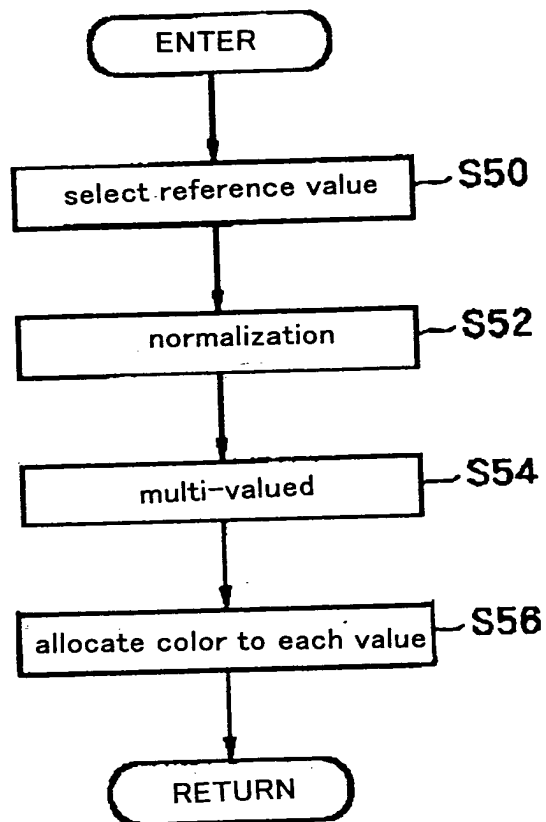 ENTER
select reference value
S50
normalization
S52
multi-valued
S54
allocate color to each value
S56
RETURN